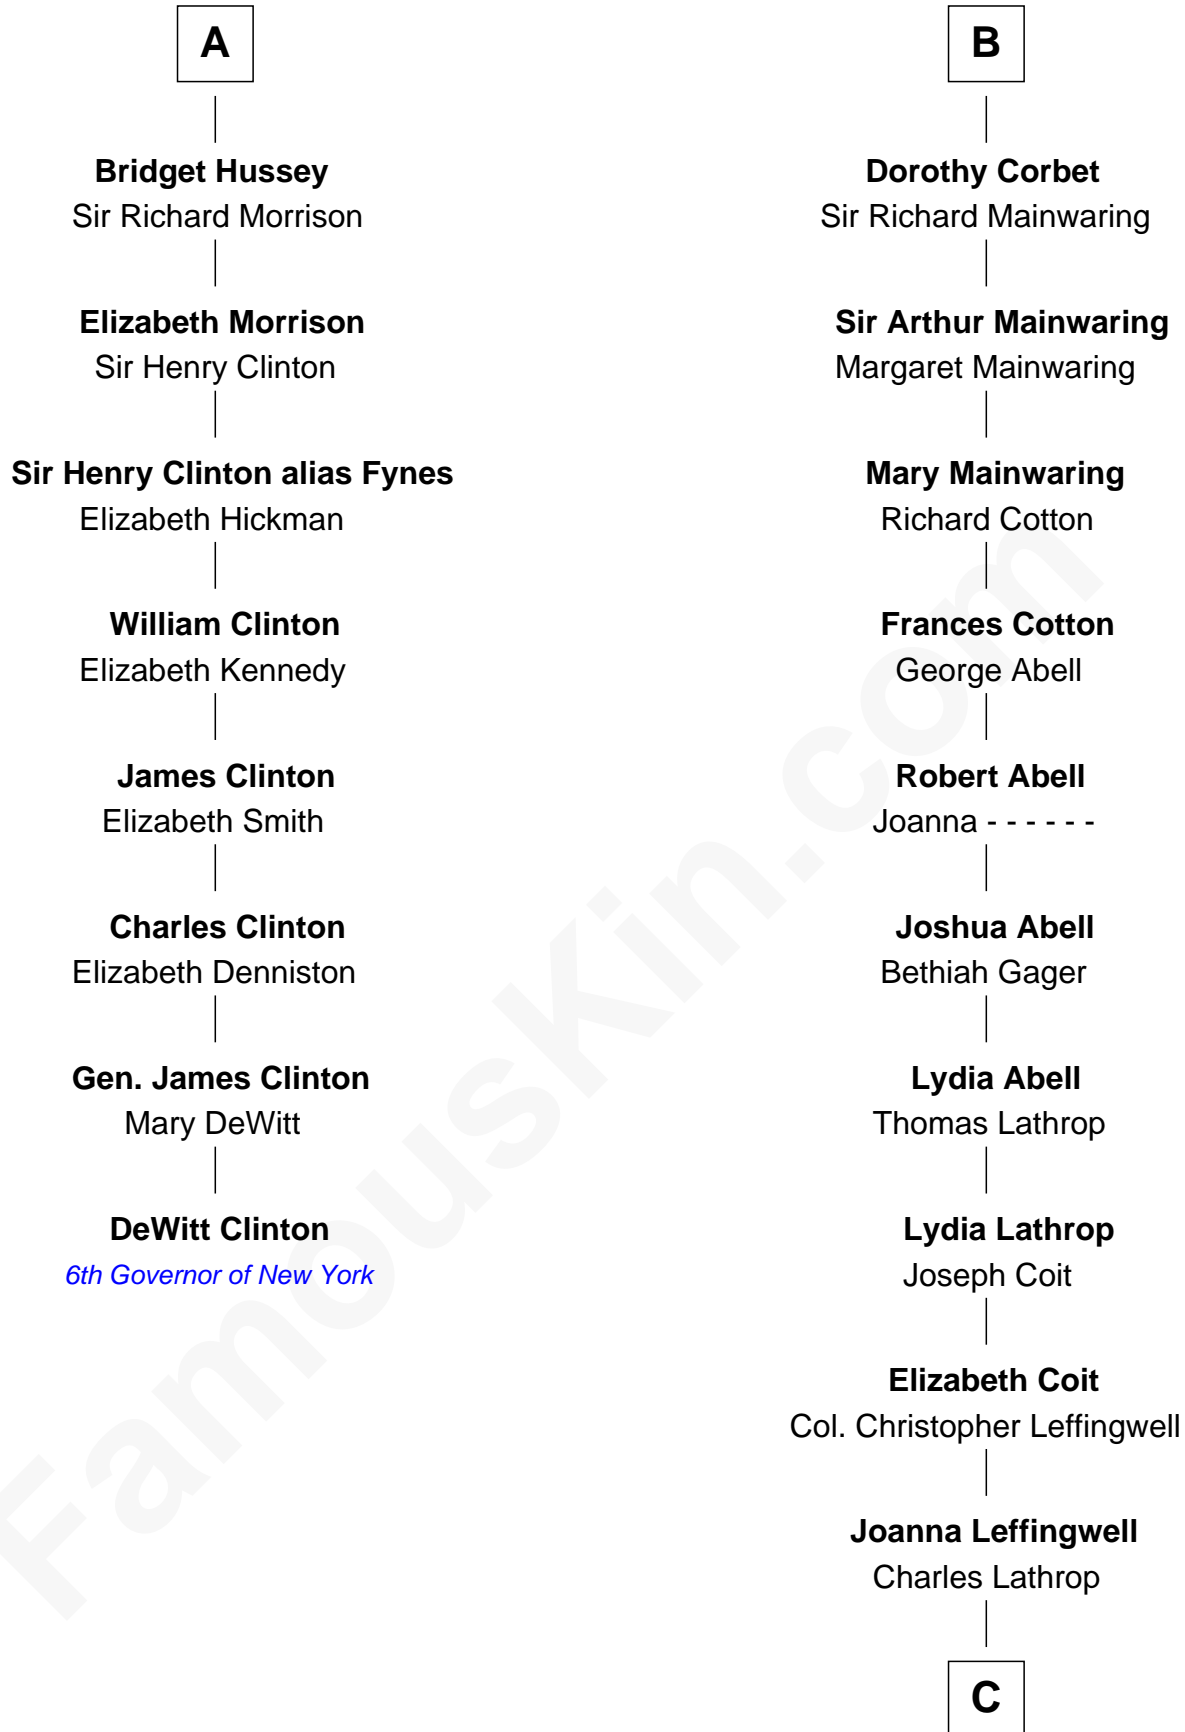 A
Bridget Hussey
Sir Richard Morrison
Elizabeth Morrison
Sir Henry Clinton
Sir Henry Clinton alias Fynes
Elizabeth Hickman
William Clinton
Elizabeth Kennedy
James Clinton
Elizabeth Smith
Charles Clinton
Elizabeth Denniston
Gen. James Clinton
Mary DeWitt
DeWitt Clinton
6th Governor of New York
B
Dorothy Corbet
Sir Richard Mainwaring
Sir Arthur Mainwaring
Margaret Mainwaring
Mary Mainwaring
Richard Cotton
Frances Cotton
George Abell
Robert Abell
Joanna - - - - - -
Joshua Abell
Bethiah Gager
Lydia Abell
Thomas Lathrop
Lydia Lathrop
Joseph Coit
Elizabeth Coit
Col. Christopher Leffingwell
Joanna Leffingwell
Charles Lathrop
C
FamousKin.com